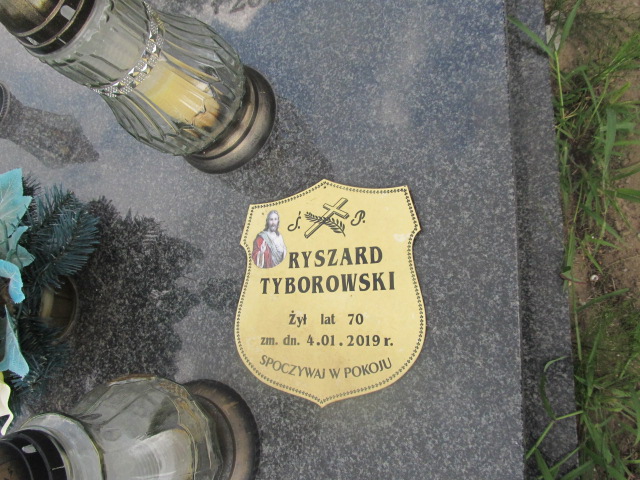 Ś. P.
RYSZARD
TYBOROWSKI
Żył lat 70
zm. dn. 4.01.2019 r.
SPOCZYWAJ W POKOJU